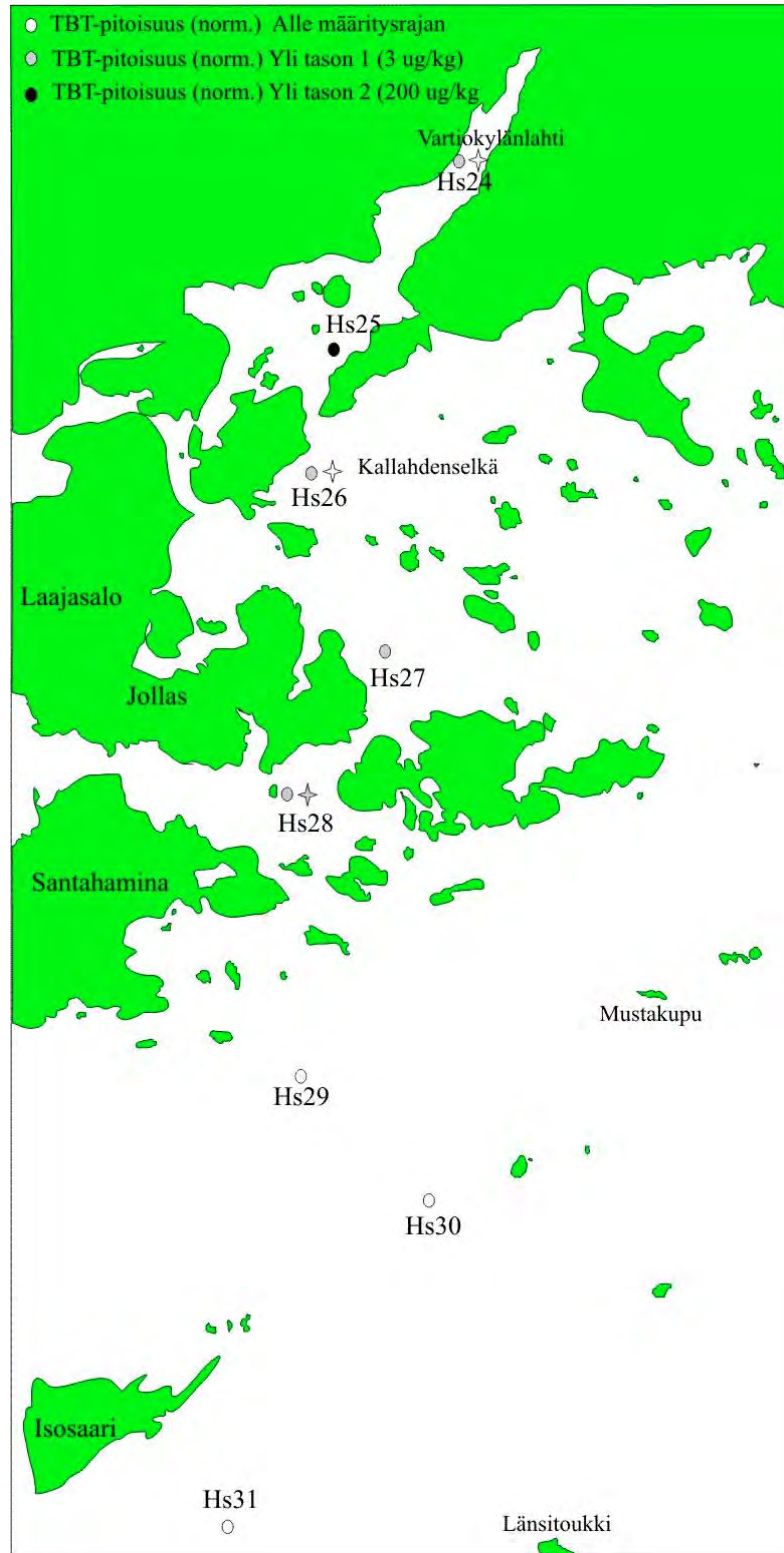 TBT-pitoisuus (norm.) Alle määritysrajan
TBT-pitoisuus (norm.) Yli tason 1 (3 ug/kg)
TBT-pitoisuus (norm.) Yli tason 2 (200 ug/kg
Vartiokylänlahti
Hs24
Hs25
Kallahdenselkä
Hs26
Laajasalo
Hs27
Jollas
Hs28
Santahamina
Mustakupu
Hs29
Hs30
Isosaari
Hs31
Länsitoukki